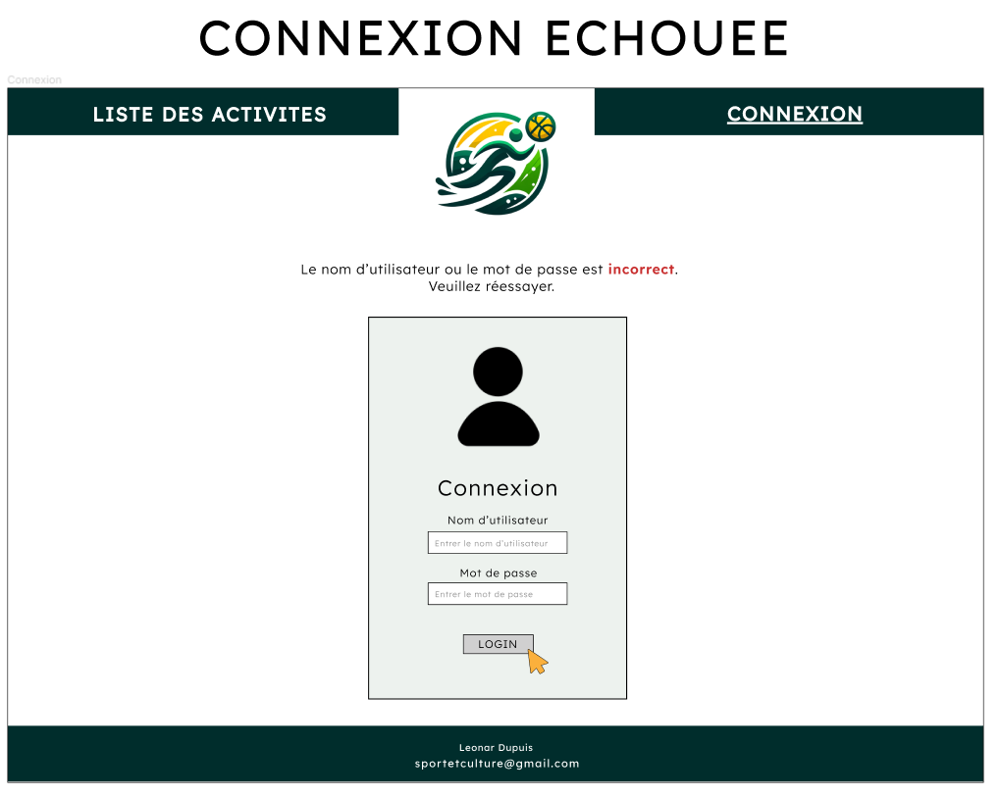 CONNEXION ECHOUEE
Connexion
LISTE DES ACTIVITES
CONNEXION
Le nom d’utilisateur ou le mot de passe est incorrect.
Veuillez réessayer.
Connexion
Nom d’utilisateur
Entrer le nom d’utilisateur
Mot de passe
Entrer le mot de passe
LOGIN
Leonar Dupuis
sportetculture@gmail.com